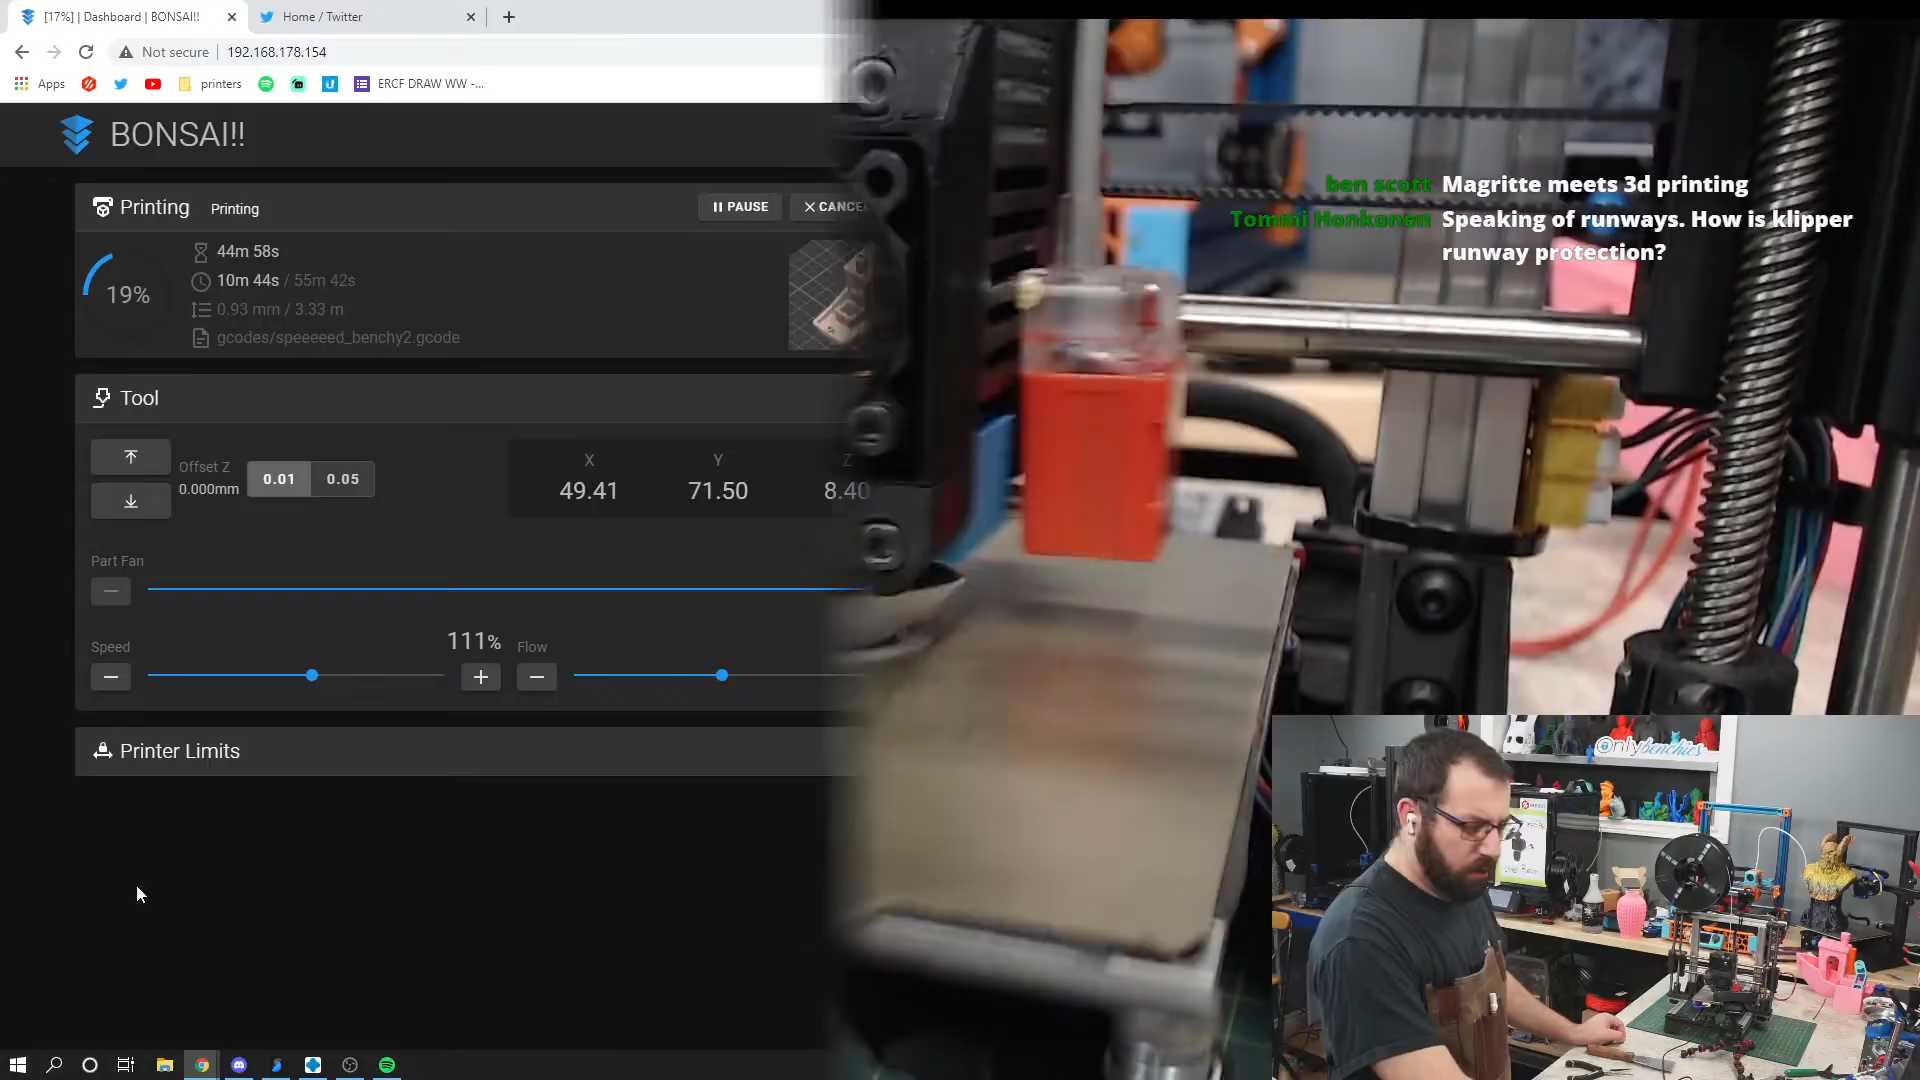 [17%] | Dashboard | BONSAI!!
Home / Twitter
Not secure
192.168.178.154
Apps
printers
ERCF DRAW WW -...
BONSAI!!
Printing
Printing
PAUSE
CANCE
19%
44m 58s
10m 44s / 55m 42s
0.93 mm / 3.33 m
gcodes/speeeeed_benchy2.gcode
Tool
Offset Z
0.000mm
0.01
0.05
X
Y
Z
49.41
71.50
8.40
Part Fan
Speed
111%
Flow
Printer Limits
ben scott Magritte meets 3d printing
Tommi Honkonen Speaking of runways. How is klipper
runway protection?
@nlybenchies